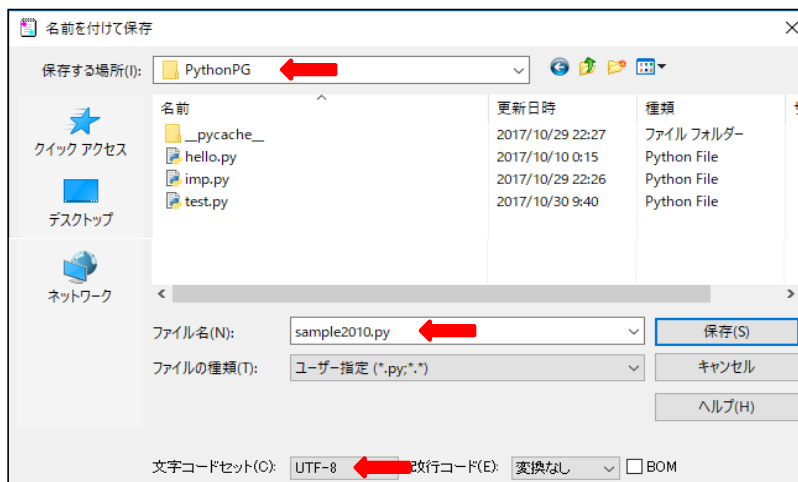 名前を付けて保存
保存する場所(I): PythonPG
名前 更新日時 種類
__pycache__ 2017/10/29 22:27 ファイル フォルダー
hello.py 2017/10/10 0:15 Python File
imp.py 2017/10/29 22:26 Python File
test.py 2017/10/30 9:40 Python File
クイック アクセス
デスクトップ
ネットワーク
ファイル名(N): sample2010.py 保存(S)
ファイルの種類(T): ユーザー指定 (*.py;*.*) キャンセル
ヘルプ(H)
文字コードセット(C): UTF-8 改行コード(E): 変換なし BOM